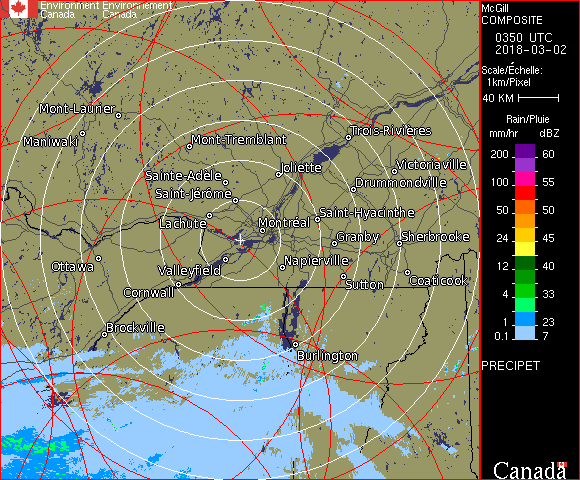 Environment Environnement
Canada Canada
McGill
COMPOSITE
0350 UTC
2018-03-02
Scale/Échelle:
1km/Pixel
40 KM
Rain/Pluie
mm/hr dBZ
200 60
100 55
50 50
24 45
12 40
4 33
1 23
0.1 7
PRECIPET
Canada
Mont-Laurier
Maniwaki
Mont-Tremblant
Trois-Rivières
Joliette
Victoriaville
Sainte-Adèle
Saint-Jérôme
Drummondville
Lachute
Montréal
Saint-Hyacinthe
Granby
Sherbrooke
Ottawa
Valleyfield
Napierville
Cornwall
Sutton
Coaticook
Brockville
Burlington